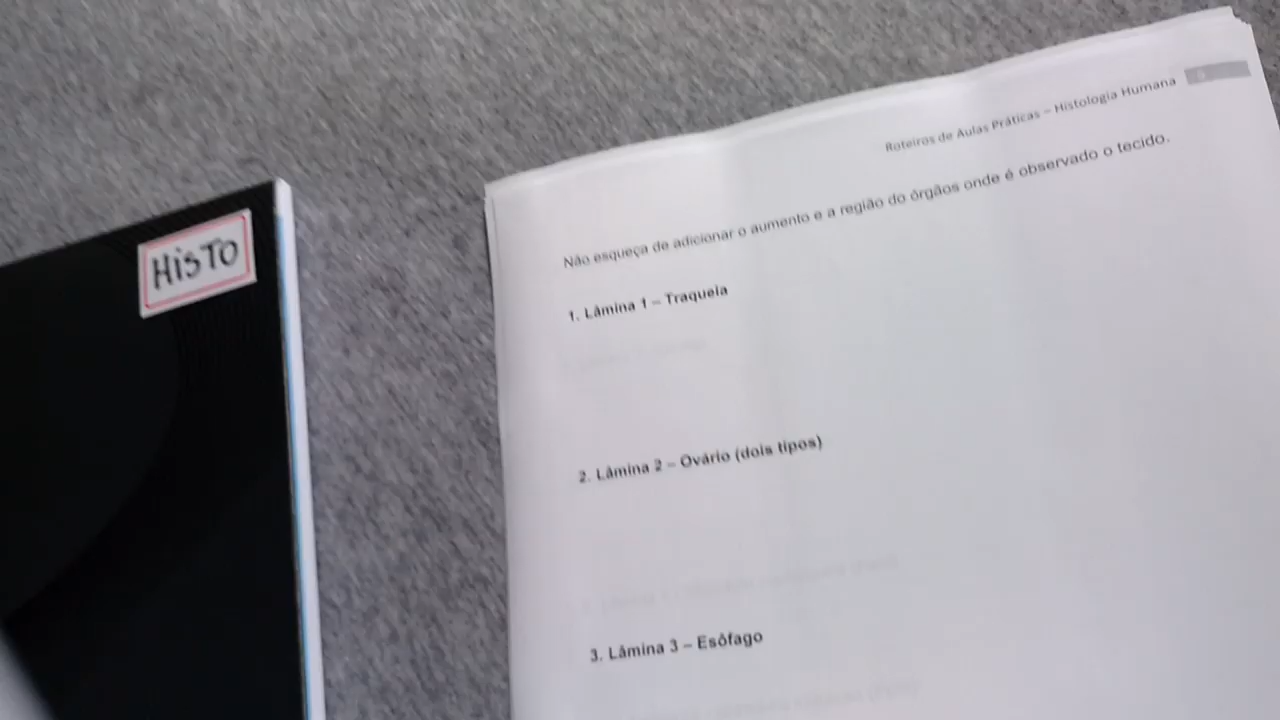 HISTO
Roteiros de Aulas Práticas – Histologia Humana
Não esqueça de adicionar o aumento e a região do órgãos onde é observado o tecido.
1. Lâmina 1 – Traqueia
2. Lâmina 2 – Ovário (dois tipos)
3. Lâmina 3 – Esôfago